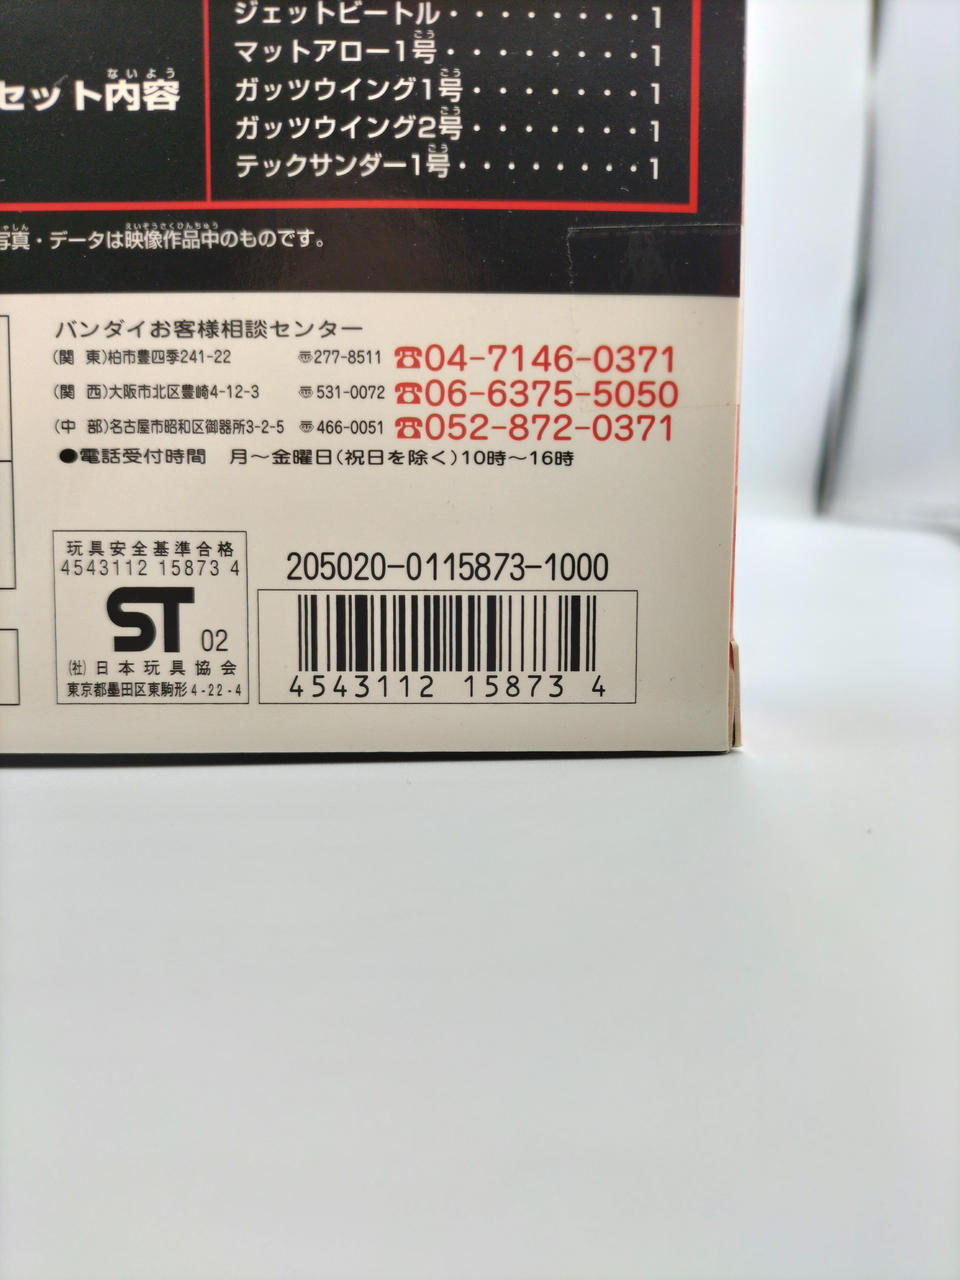 ジェットビートル・・・・・・・・1
マットアロー1号・・・・・・・・1
ガッツウイング1号・・・・・・・1
ガッツウイング2号・・・・・・・1
テックサンダー1号・・・・・・・・1
セット内容
写真・データは映像作品中のものです。
バンダイお客様相談センター
(関 東)柏市豊四季241-22 〠277-8511 ☎04-7146-0371
(関 西)大阪市北区豊崎4-12-3 〠531-0072 ☎06-6375-5050
(中 部)名古屋市昭和区御器所3-2-5 〠466-0051 ☎052-872-0371
●電話受付時間 月〜金曜日(祝日を除く)10時〜16時
玩具安全基準合格
4543112 15873 4
ST 02
(社)日本玩具協会
東京都墨田区東駒形4-22-4
205020-0115873-1000
4543112 15873 4